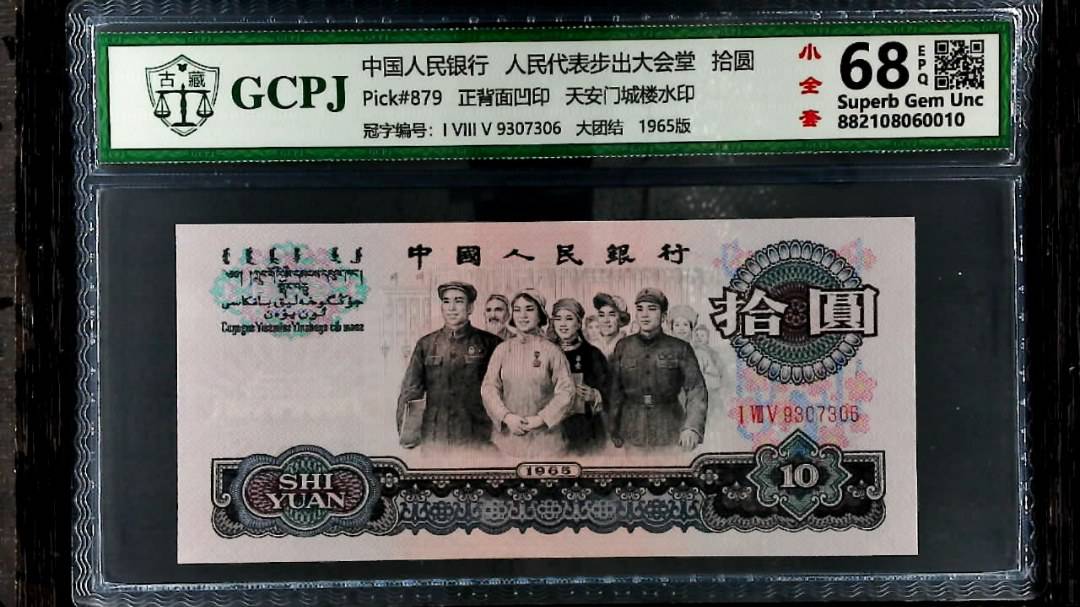 古藏
GCPJ
中国人民银行 人民代表步出大会堂 拾圆
Pick#879 正背面凹印 天安门城楼水印
冠字编号: I VIII V 9307306 大团结 1965版
小全套
68
EPQ
Superb Gem Unc
882108060010
中國人民銀行
拾圓
I VIII V 9307306
1965
SHI
YUAN
10